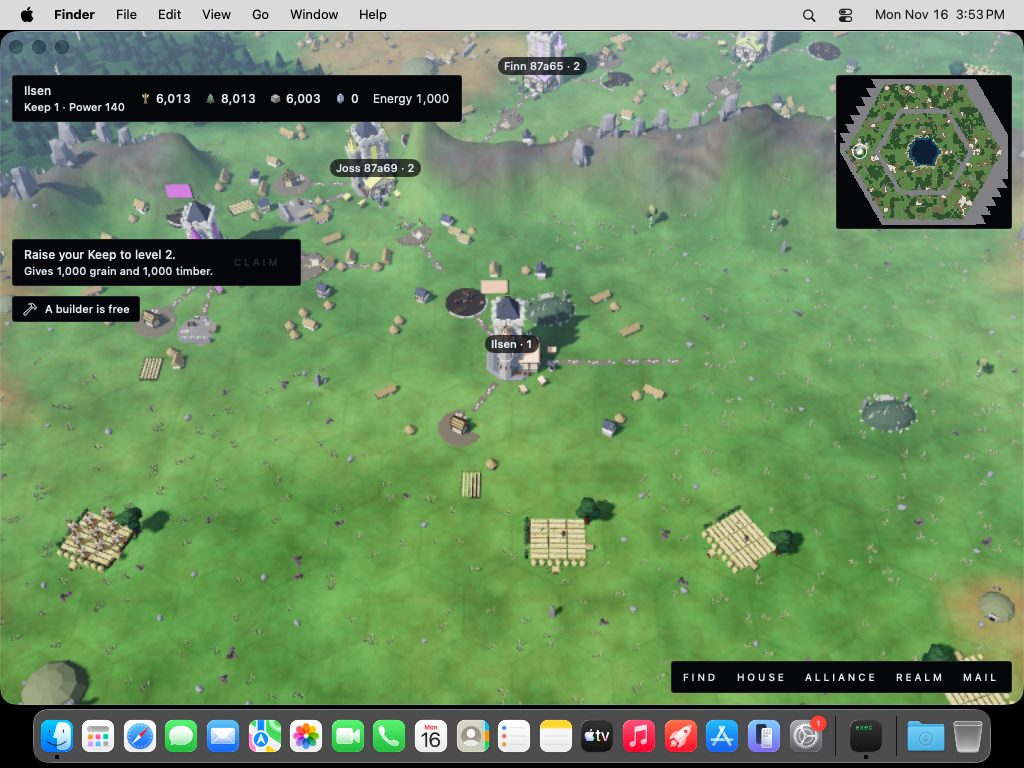 Finder File Edit View Go Window Help Mon Nov 16 3:53 PM
Finn 87a65 · 2
Ilsen
Keep 1 · Power 140
6,013 8,013 6,003 0 Energy 1,000
Joss 87a69 · 2
Raise your Keep to level 2.
Gives 1,000 grain and 1,000 timber.
CLAIM
A builder is free
Ilsen · 1
FIND HOUSE ALLIANCE REALM MAIL
Mon
16
tv
1
exec